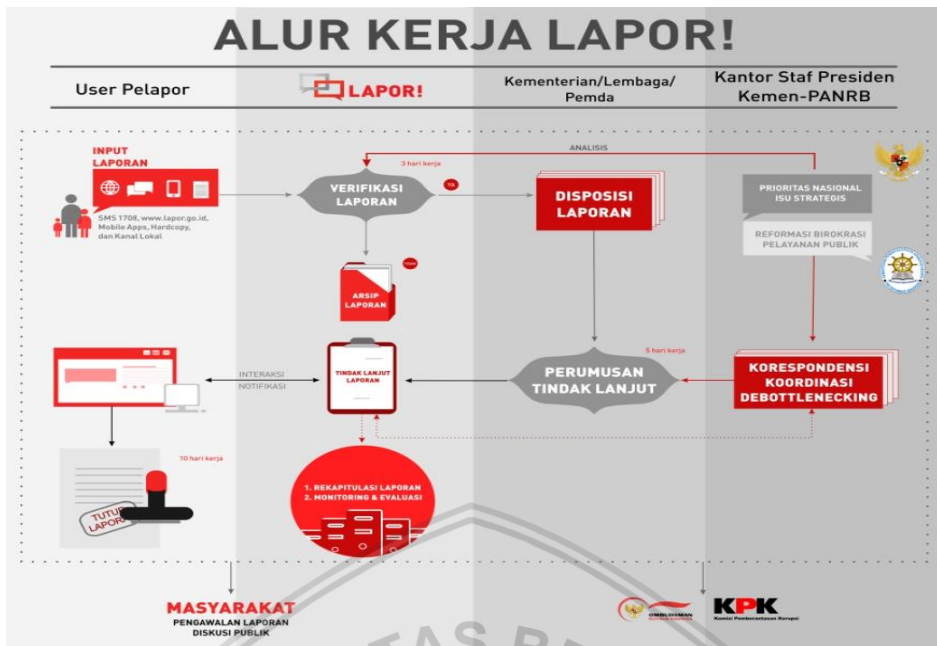 ALUR KERJA LAPOR!
User Pelapor
LAPOR!
Kementerian/Lembaga/
Pemda
Kantor Staf Presiden
Kemen-PANRB
INPUT
LAPORAN
SMS 1708, www.lapor.go.id,
Mobile Apps, Hardcopy,
dan Kanal Lokal
3 hari kerja
VERIFIKASI
LAPORAN
YA
DISPOSISI
LAPORAN
ANALISIS
PRIORITAS NASIONAL
ISU STRATEGIS
REFORMASI BIROKRASI
PELAYANAN PUBLIK
TIDAK
ARSIP
LAPORAN
INTERAKSI
NOTIFIKASI
TINDAK LANJUT
LAPORAN
5 hari kerja
PERUMUSAN
TINDAK LANJUT
KORESPONDENSI
KOORDINASI
DEBOTTLENECKING
10 hari kerja
TUTUP
LAPORAN
1. REKAPITULASI LAPORAN
2. MONITORING & EVALUASI
MASYARAKAT
PENGAWALAN LAPORAN
DISKUSI PUBLIK
OMBUDSMAN
REPUBLIK INDONESIA
KPK
Komisi Pemberantasan Korupsi